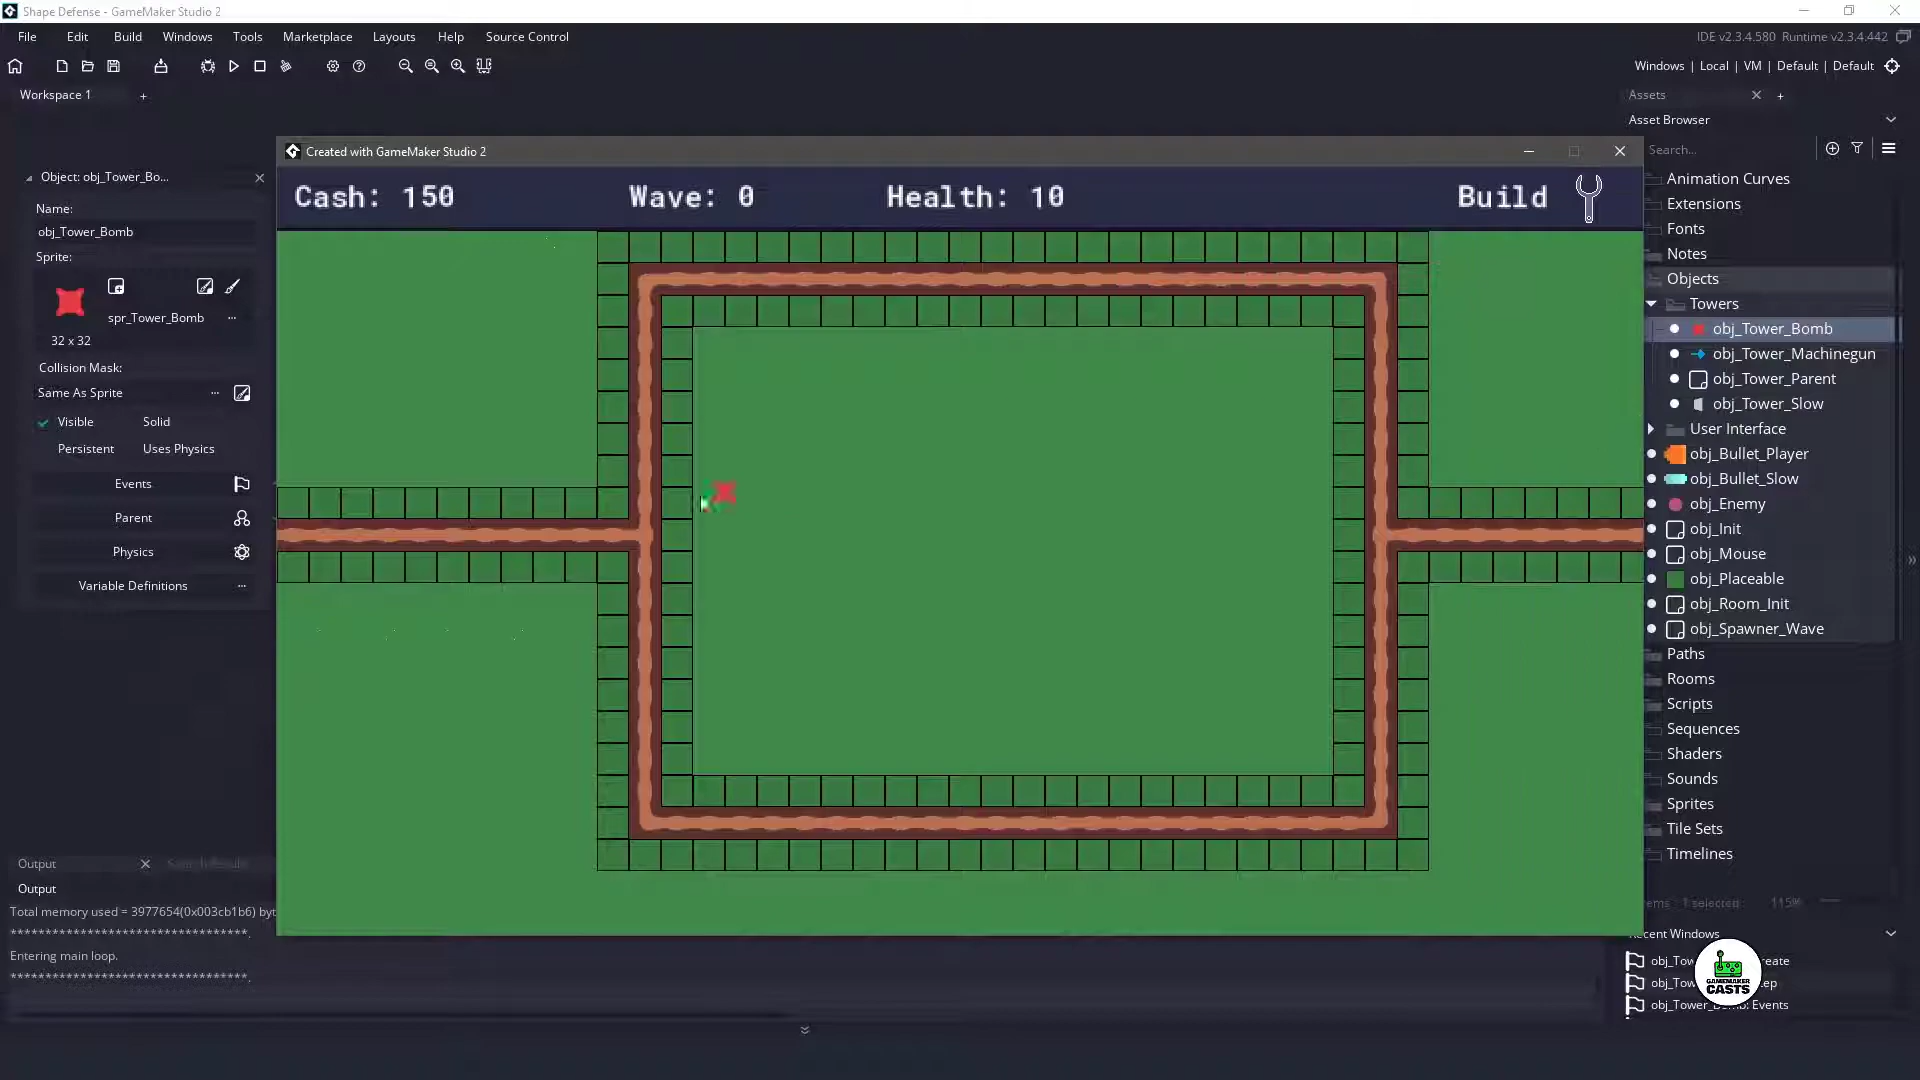 Shape Defense - GameMaker Studio 2
File Edit Build Windows Tools Marketplace Layouts Help Source Control
IDE v2.3.4.580 Runtime v2.3.4.442
Windows | Local | VM | Default | Default
Workspace 1 +
Assets
Asset Browser
Search...
Created with GameMaker Studio 2
Cash: 150 Wave: 0 Health: 10 Build
Object: obj_Tower_Bo...
Name:
obj_Tower_Bomb
Sprite:
spr_Tower_Bomb
32 x 32
Collision Mask:
Same As Sprite
Visible Solid
Persistent Uses Physics
Events
Parent
Physics
Variable Definitions
Animation Curves
Extensions
Fonts
Notes
Objects
Towers
obj_Tower_Bomb
obj_Tower_Machinegun
obj_Tower_Parent
obj_Tower_Slow
User Interface
obj_Bullet_Player
obj_Bullet_Slow
obj_Enemy
obj_Init
obj_Mouse
obj_Placeable
obj_Room_Init
obj_Spawner_Wave
Paths
Rooms
Scripts
Sequences
Shaders
Sounds
Sprites
Tile Sets
Timelines
1 selected 115%
Recent Windows
Output
Output
Total memory used = 3977654(0x003cb1b6) byt
**********************************.
Entering main loop.
**********************************.
GAMEMAKER
CASTS